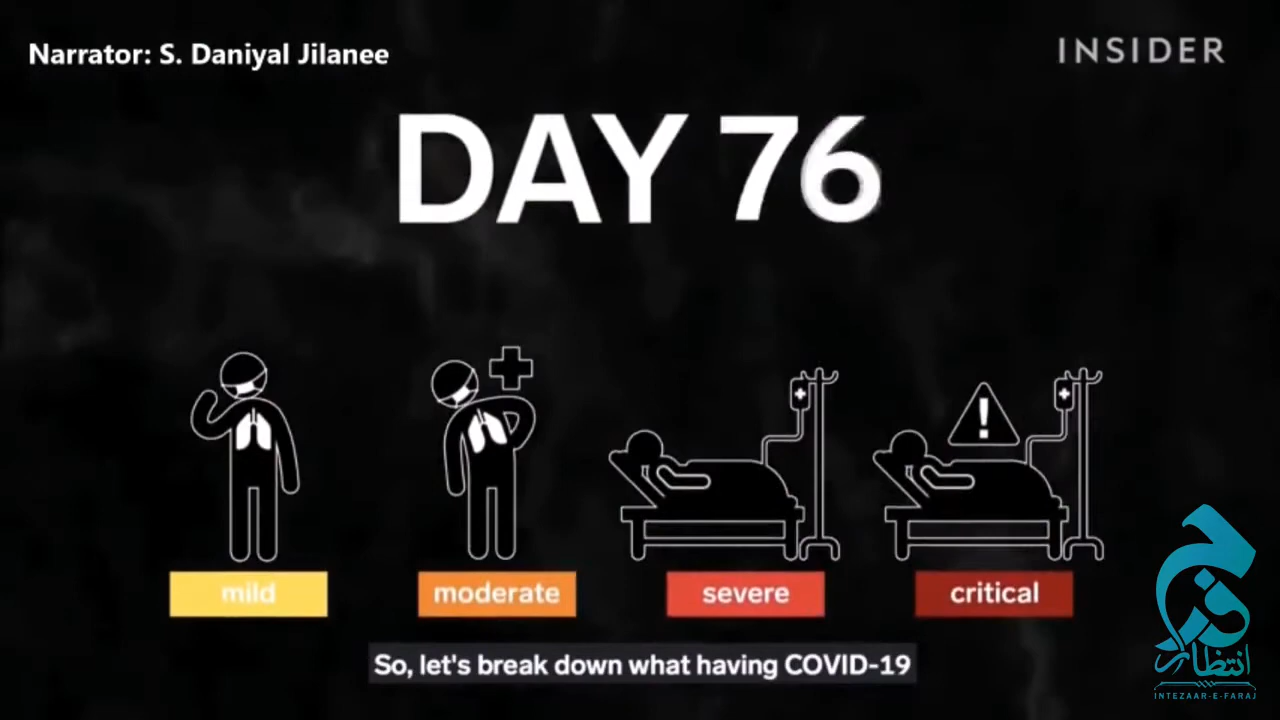 Narrator: S. Daniyal Jilanee
INSIDER
DAY 76
mild
moderate
severe
critical
So, let's break down what having COVID-19
انتظار فرج
INTEZAAR-E-FARAJ